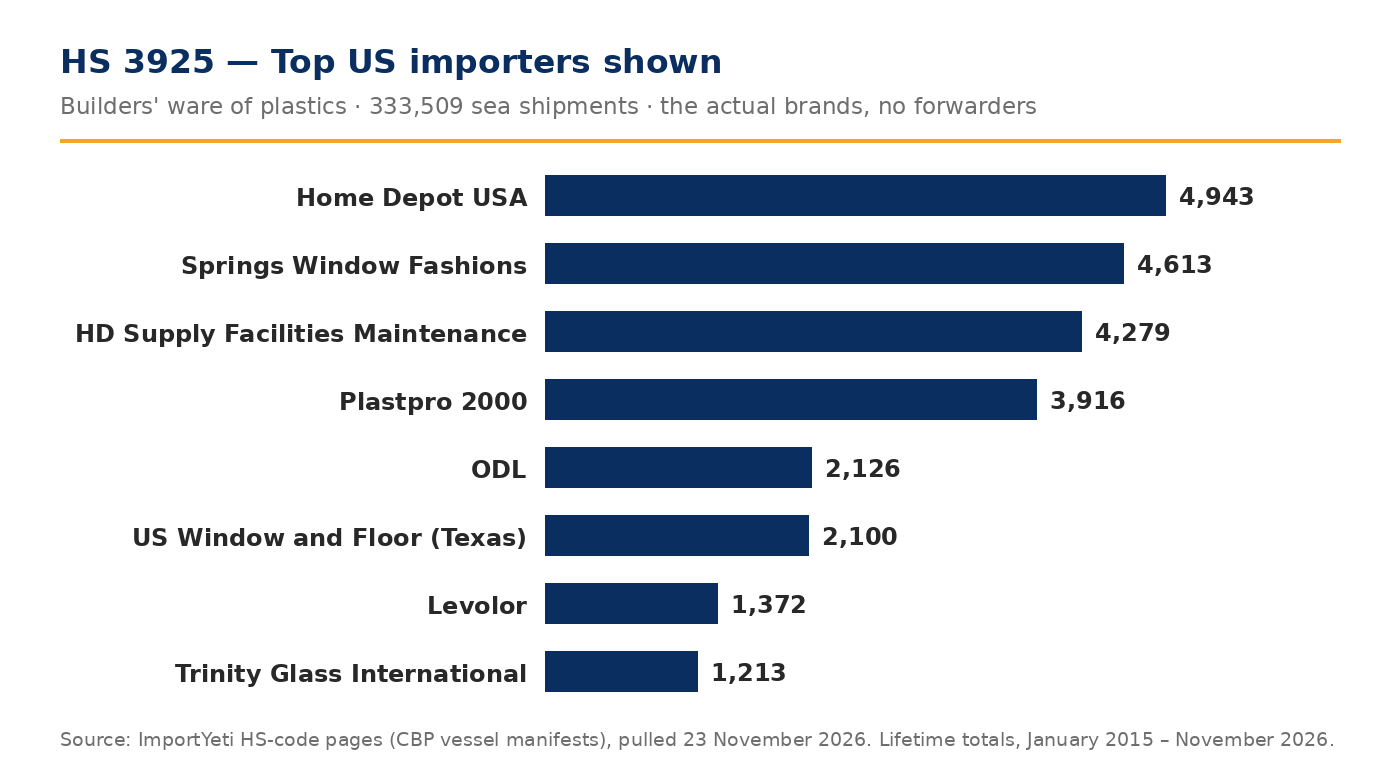 HS 3925 — Top US importers shown
Builders' ware of plastics · 333,509 sea shipments · the actual brands, no forwarders
Home Depot USA 4,943
Springs Window Fashions 4,613
HD Supply Facilities Maintenance 4,279
Plastpro 2000 3,916
ODL 2,126
US Window and Floor (Texas) 2,100
Levolor 1,372
Trinity Glass International 1,213
Source: ImportYeti HS-code pages (CBP vessel manifests), pulled 23 November 2026. Lifetime totals, January 2015 – November 2026.